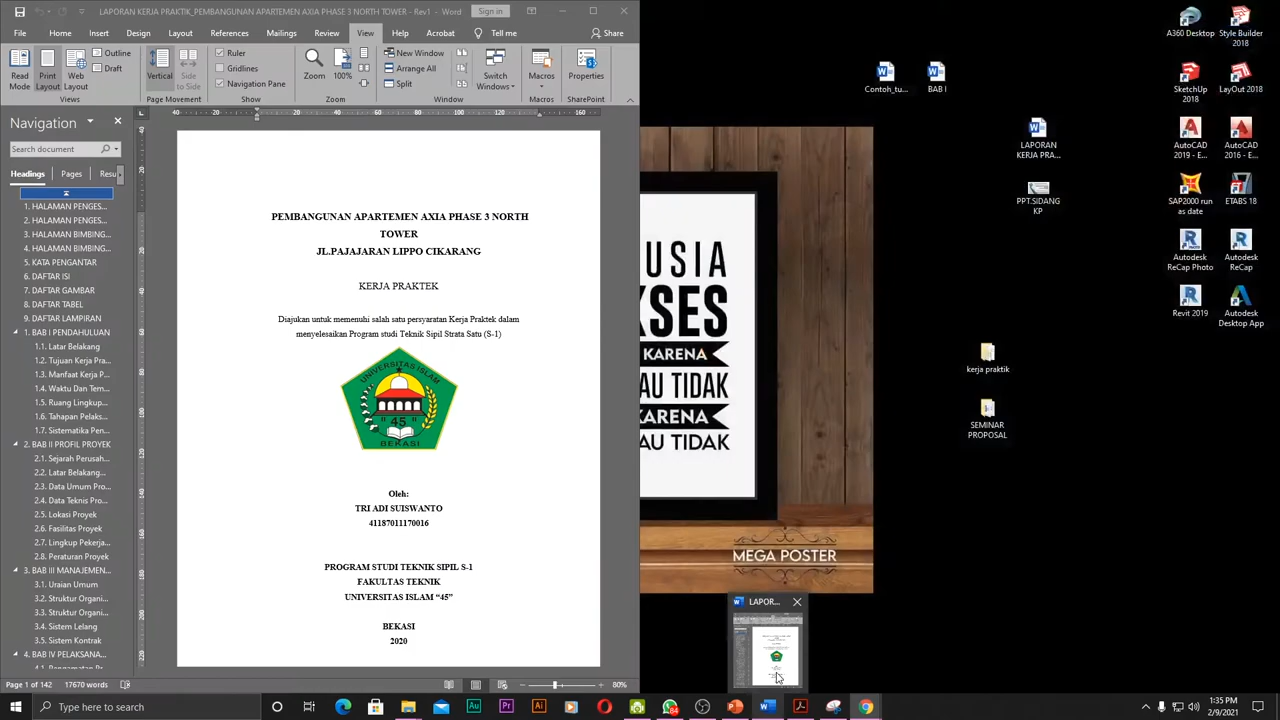 LAPORAN KERJA PRAKTIK_PEMBANGUNAN APARTEMEN AXIA PHASE 3 NORTH TOWER - Rev1 - Word
Sign in
File Home Insert Design Layout References Mailings Review View Help Acrobat Tell me Share
Read Mode
Print Layout
Web Layout
Outline
Draft
Views
Vertical
Side to Side
Page Movement
Ruler
Gridlines
Navigation Pane
Show
Zoom
100%
Zoom
New Window
Arrange All
Split
Window
Switch Windows
Macros
Macros
Properties
SharePoint
Navigation
Search document
Headings Pages Resu
1. HALAMAN PENGES...
2. HALAMAN PENGES...
3. HALAMAN BIMBING...
4. HALAMAN BIMBING...
5. KATA PENGANTAR
6. DAFTAR ISI
7. DAFTAR GAMBAR
8. DAFTAR TABEL
9. DAFTAR LAMPIRAN
1. BAB I PENDAHULUAN
1.1. Latar Belakang
1.2. Tujuan Kerja Pra...
1.3. Manfaat Kerja P...
1.4. Waktu Dan Tem...
1.5. Ruang Lingkup...
1.6. Tahapan Pelaks...
1.7. Sistematika Pen...
2. BAB II PROFIL PROYEK
2.1. Sejarah Perusah...
2.2. Latar Belakang...
2.3. Data Umum Pro...
2.4. Data Teknis Pro...
2.5. Lokasi Proyek
2.6. Fasilitas Proyek
2.7. Lingkup Pekerja...
2.8. Peraturan Proyek
3. BAB III MANAJEMEN...
3.1. Uraian Umum
3.2. Struktur Organi...
Struktur Organi...
3.2. Sistem Lelang
3.3. Sistem Kontrak
4. BAB IV PELAKSANA...
40 20 20 40 60 80 100 120 160
PEMBANGUNAN APARTEMEN AXIA PHASE 3 NORTH
TOWER
JL.PAJAJARAN LIPPO CIKARANG
KERJA PRAKTEK
Diajukan untuk memenuhi salah satu persyaratan Kerja Praktek dalam
menyelesaikan Program studi Teknik Sipil Strata Satu (S-1)
UNIVERSITAS ISLAM
" 45 "
BEKASI
Oleh:
TRI ADI SUISWANTO
41187011170016
PROGRAM STUDI TEKNIK SIPIL S-1
FAKULTAS TEKNIK
UNIVERSITAS ISLAM “45”
BEKASI
2020
Page 1 of 142
words
80%
USIA
KSES
KARENA
AU TIDAK
KARENA
AU TIDAK
MEGA POSTER
LAPOR...
Contoh_tu...
BAB I
LAPORAN KERJA PRA...
PPT.SIDANG KP
kerja praktik
SEMINAR PROPOSAL
A360 Desktop
Style Builder 2018
SketchUp 2018
LayOut 2018
AutoCAD 2019 - E...
AutoCAD 2016 - E...
SAP2000 run as date
ETABS 18
Autodesk ReCap Photo
Autodesk ReCap
Revit 2019
Autodesk Desktop App
Type here to search
84
1:35 PM
2/9/2021